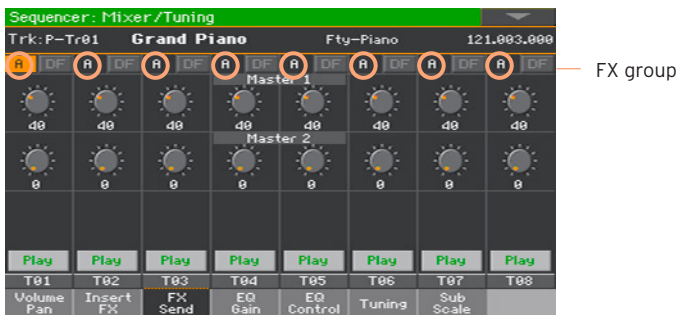 Sequencer: Mixer/Tuning
Trk:P-Tr01 Grand Piano Fty-Piano 121.003.000
A DF A DF A DF A DF A DF A DF A DF A DF FX group
Master 1
40 40 40 40 40 40 40 40
Master 2
0 0 0 0 0 0 0 0
Play Play Play Play Play Play Play Play
T01 T02 T03 T04 T05 T06 T07 T08
Volume Pan Insert FX FX Send EQ Gain EQ Control Tuning Sub Scale